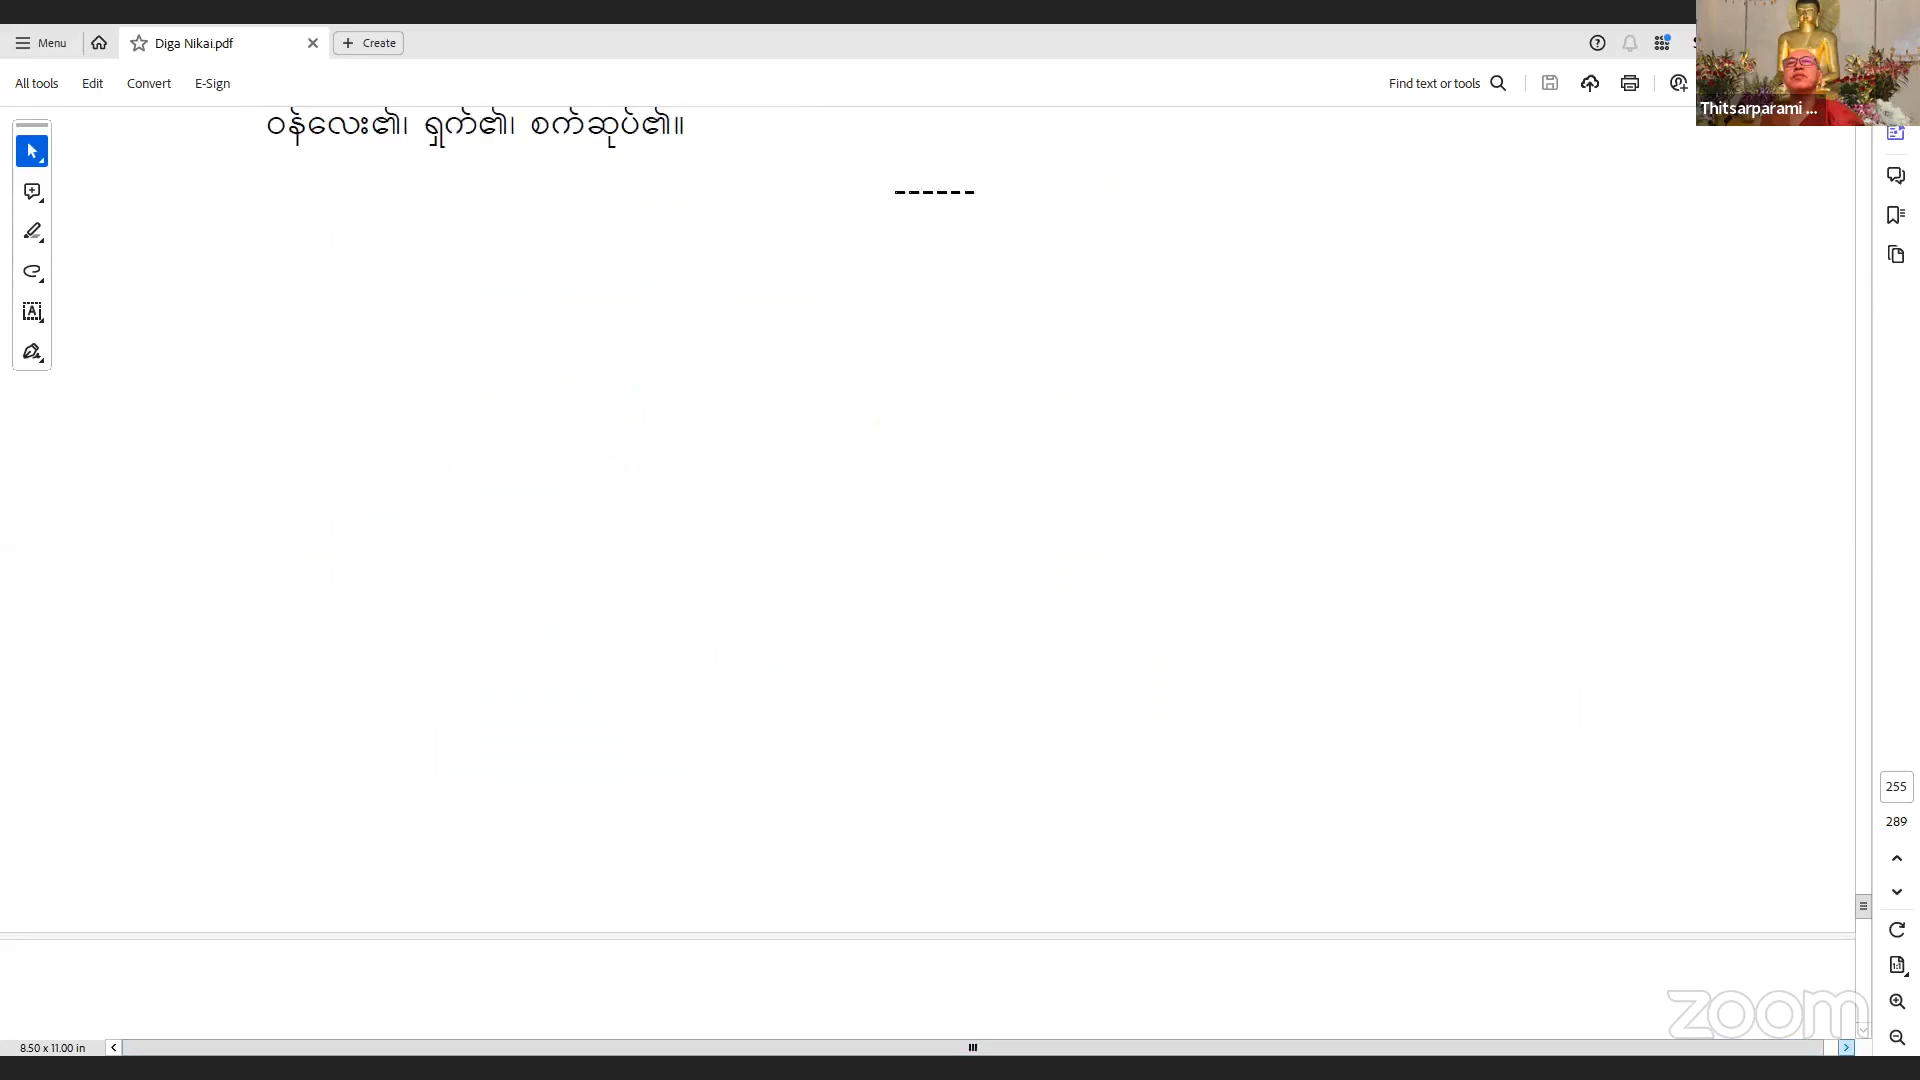 Menu
Diga Nikai.pdf
Create
All tools
Edit
Convert
E-Sign
Find text or tools
Thitsarparami ...
ဝန်လေး၏၊ ရှက်၏၊ စက်ဆုပ်၏။
------
255
289
8.50 x 11.00 in
zoom